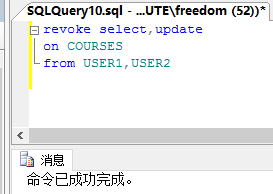 SQLQuery10.sql - ...UTE\freedom (52))*
revoke select,update
on COURSES
from USER1,USER2
消息
命令已成功完成。